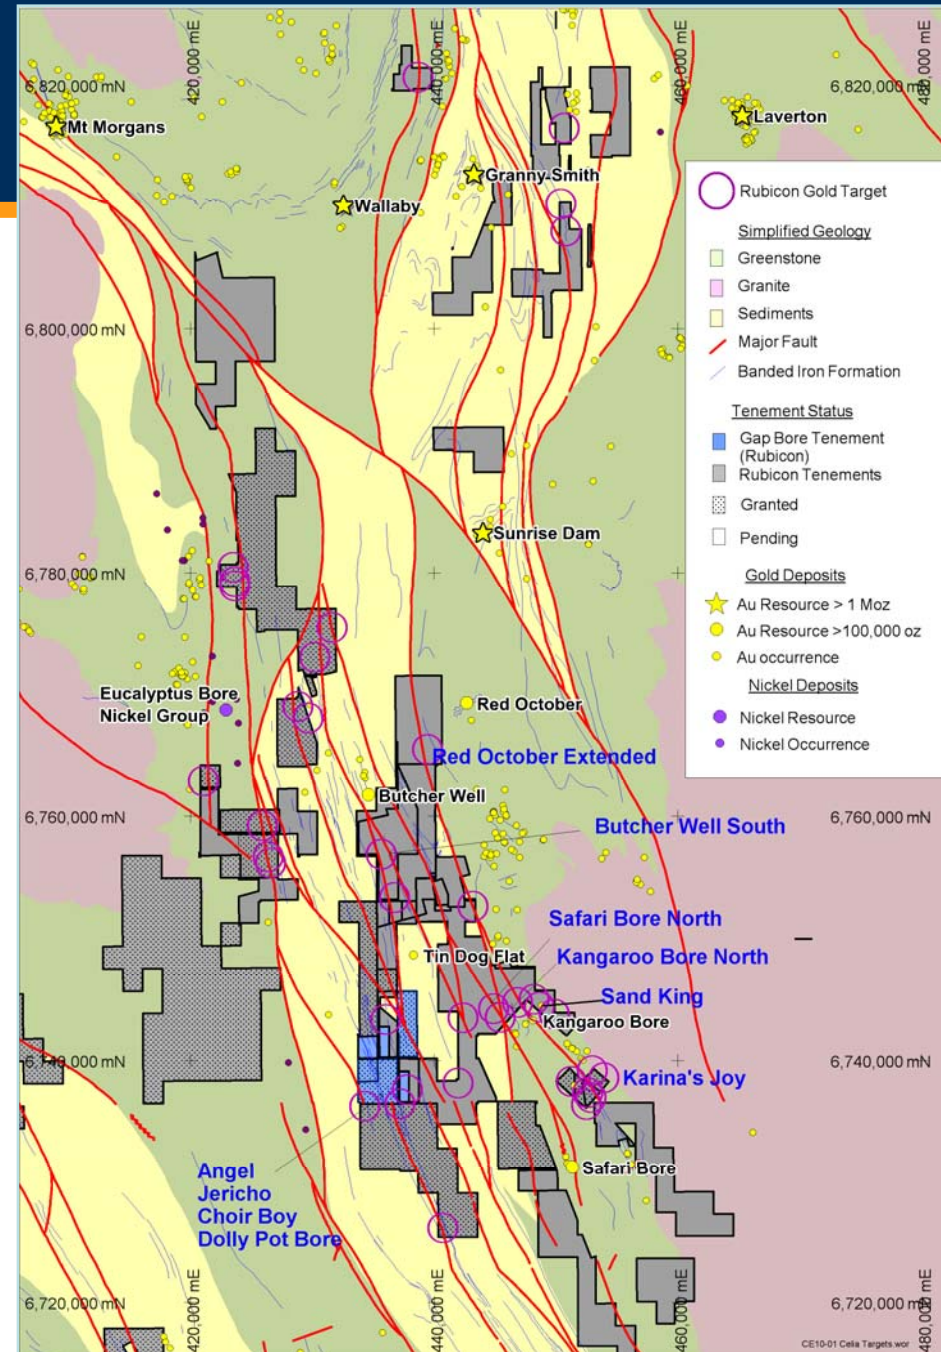 420,000 mE
440,000 mE
460,000 mE
480,000 mE
6,820,000 mN
6,820,000 mN
Mt Morgans
Laverton
Granny Smith
Wallaby
Rubicon Gold Target
Simplified Geology
Greenstone
Granite
Sediments
Major Fault
Banded Iron Formation
Tenement Status
Gap Bore Tenement
(Rubicon)
Rubicon Tenements
Granted
Pending
Gold Deposits
Au Resource > 1 Moz
Au Resource >100,000 oz
Au occurrence
Nickel Deposits
Nickel Resource
Nickel Occurrence
6,800,000 mN
Sunrise Dam
6,780,000 mN
Eucalyptus Bore
Nickel Group
Red October
Red October Extended
Butcher Well
6,760,000 mN
6,760,000 mN
Butcher Well South
Safari Bore North
Tin Dog Flat
Kangaroo Bore North
Sand King
Kangaroo Bore
6,740,000 mN
6,740,000 mN
Karina's Joy
Safari Bore
Angel
Jericho
Choir Boy
Dolly Pot Bore
6,720,000 mN
6,720,000 mN
420,000 mE
440,000 mE
460,000 mE
480,000 mE
CE10-01 Celia Targets.wor